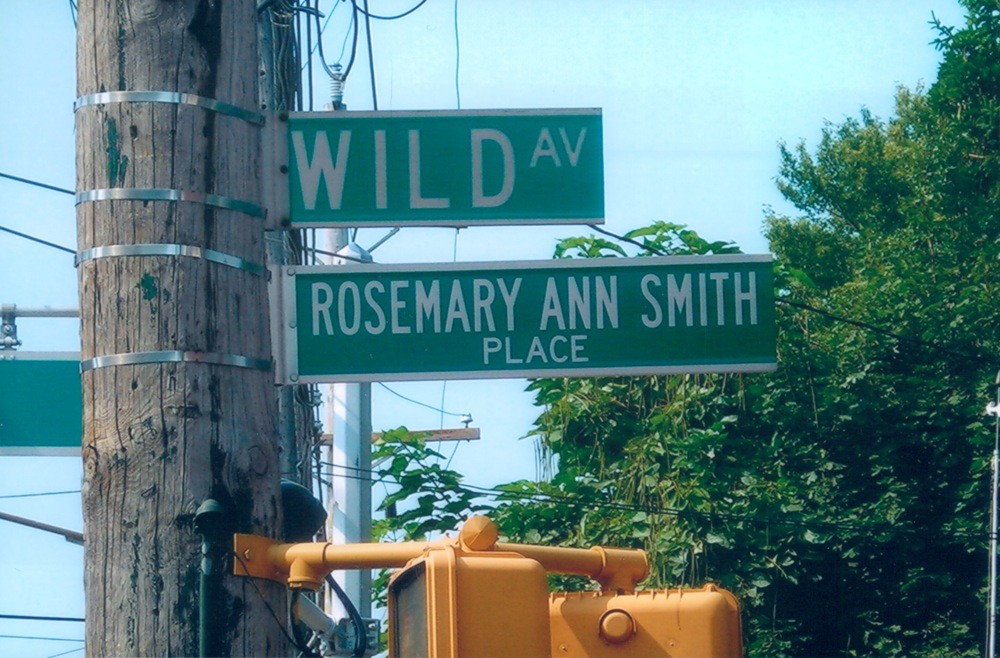 WILD AV
ROSEMARY ANN SMITH
PLACE